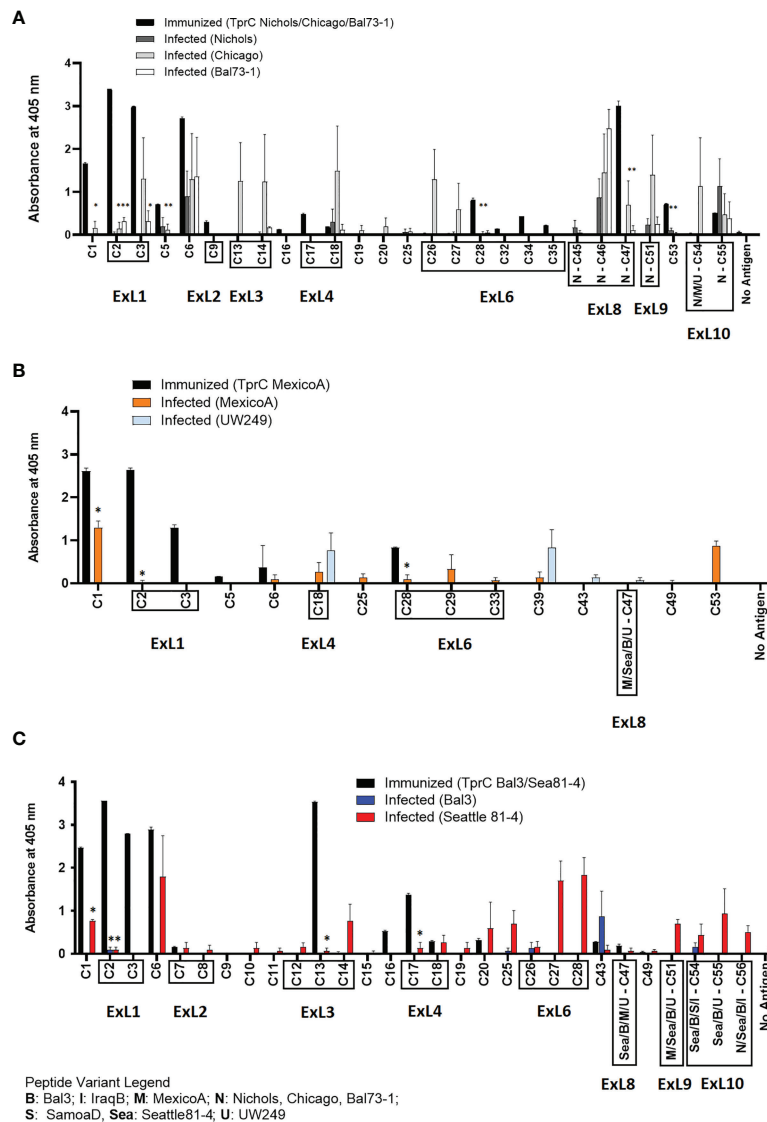 A
Immunized (TprC Nichols/Chicago/Bal73-1)
Infected (Nichols)
Infected (Chicago)
Infected (Bal73-1)
Absorbance at 405 nm
4
3
2
1
0
* *** * ** ** ** **
C1 C2 C3 C5 C6 C9 C13 C14 C16 C17 C18 C19 C20 C25 C26 C27 C28 C32 C34 C35 N - C45 N - C46 N - C47 N - C51 C53 N/M/U - C54 N - C55 No Antigen
ExL1 ExL2 ExL3 ExL4 ExL6 ExL8 ExL9 ExL10
B
Immunized (TprC MexicoA)
Infected (MexicoA)
Infected (UW249)
Absorbance at 405 nm
4
3
2
1
0
* * *
C1 C2 C3 C5 C6 C18 C25 C28 C29 C33 C39 C43 M/Sea/B/U - C47 C49 C53 No Antigen
ExL1 ExL4 ExL6 ExL8
C
Immunized (TprC Bal3/Sea81-4)
Infected (Bal3)
Infected (Seattle 81-4)
Absorbance at 405 nm
4
3
2
1
0
* ** * *
C1 C2 C3 C6 C7 C8 C9 C10 C11 C12 C13 C14 C15 C16 C17 C18 C19 C20 C25 C26 C27 C28 C43 Sea/B/M/U - C47 C49 M/Sea/B/U - C51 Sea/B/S/I - C54 Sea/B/U - C55 N/Sea/B/I - C56 No Antigen
ExL1 ExL2 ExL3 ExL4 ExL6 ExL8 ExL9 ExL10
Peptide Variant Legend
B: Bal3; I: IraqB; M: MexicoA; N: Nichols, Chicago, Bal73-1;
S: SamoaD, Sea: Seattle81-4; U: UW249